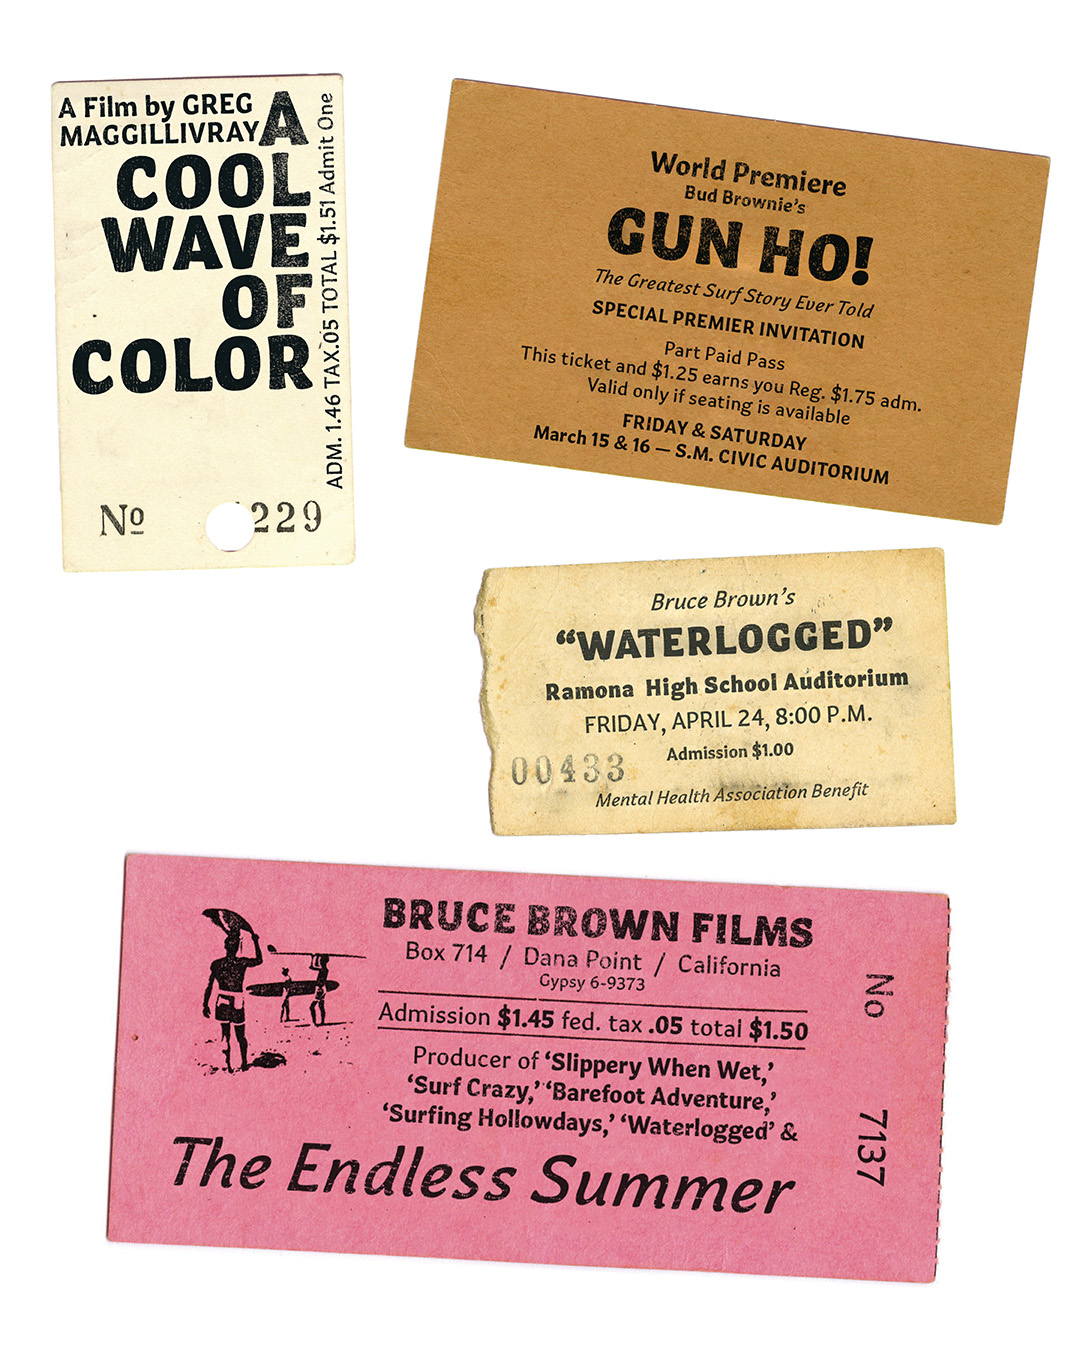 A Film by GREG
MAGGILLIVRAY
A
COOL
WAVE
OF
COLOR
ADM. 1.46 TAX.05 TOTAL $1.51 Admit One
No 229
World Premiere
Bud Brownie's
GUN HO!
The Greatest Surf Story Ever Told
SPECIAL PREMIER INVITATION
Part Paid Pass
This ticket and $1.25 earns you Reg. $1.75 adm.
Valid only if seating is available
FRIDAY & SATURDAY
March 15 & 16 — S.M. CIVIC AUDITORIUM
Bruce Brown's
“WATERLOGGED”
Ramona High School Auditorium
FRIDAY, APRIL 24, 8:00 P.M.
Admission $1.00
00433
Mental Health Association Benefit
BRUCE BROWN FILMS
Box 714 / Dana Point / California
Gypsy 6-9373
Admission $1.45 fed. tax .05 total $1.50
Producer of ‘Slippery When Wet,’
‘Surf Crazy,’ ‘Barefoot Adventure,’
‘Surfing Hollowdays,’ ‘Waterlogged’ &
The Endless Summer
No 7137